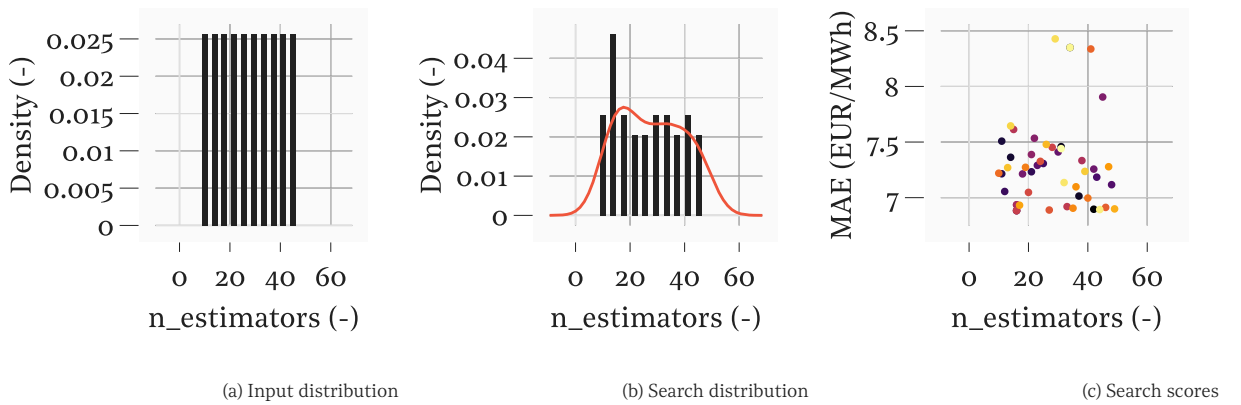 Density (-)
0.025
0.02
0.015
0.01
0.005
0
0 20 40 60
n_estimators (-)
(a) Input distribution
Density (-)
0.04
0.03
0.02
0.01
0
0 20 40 60
n_estimators (-)
(b) Search distribution
MAE (EUR/MWh)
8.5
8
7.5
7
0 20 40 60
n_estimators (-)
(c) Search scores